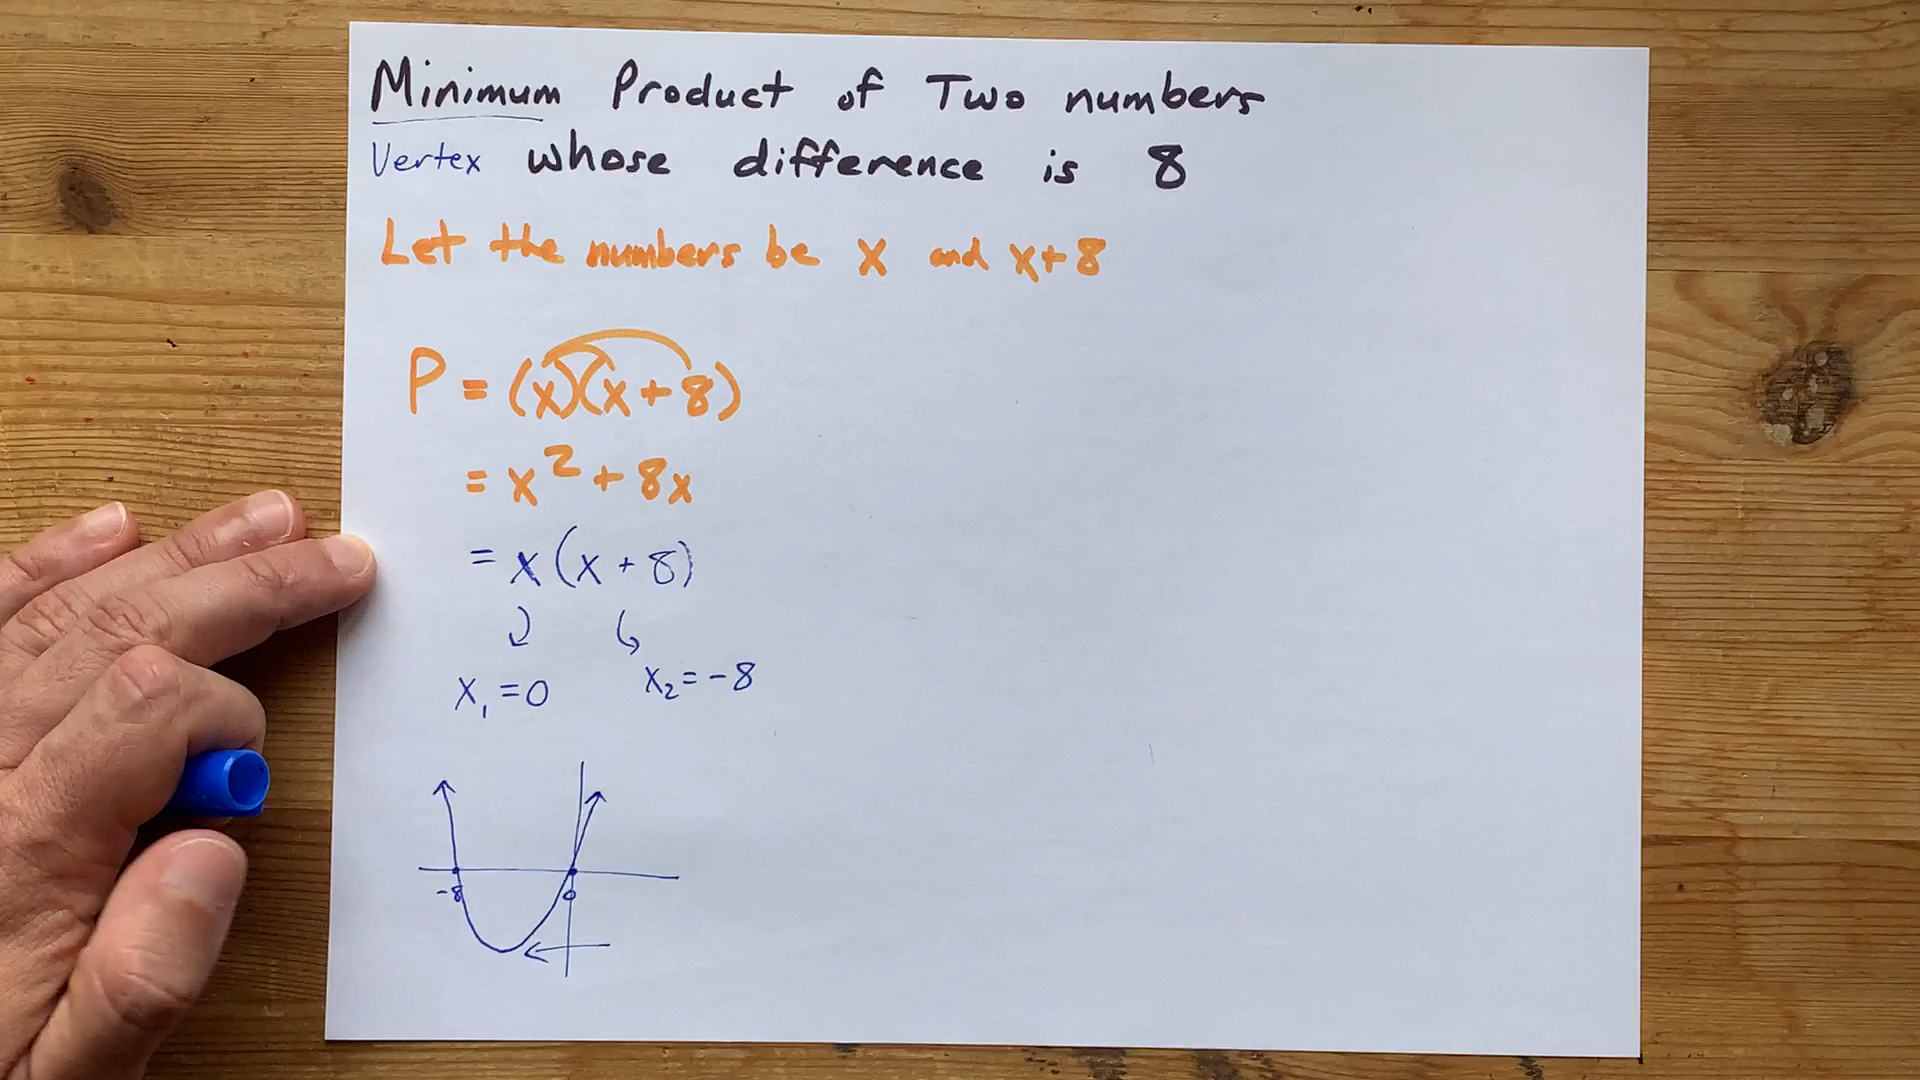 Minimum Product of Two numbers
Vertex whose difference is 8
Let the numbers be x and x+8
P = (x)(x + 8)
= x² + 8x
= x(x + 8)
x₁ = 0 x₂ = -8
-8 0